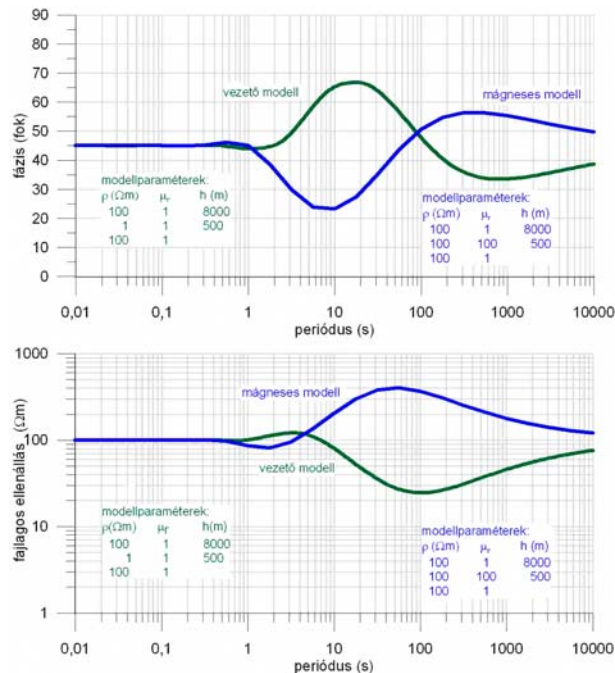 90
80
70
60
50
40
30
20
10
0
fázis (fok)
vezető modell
mágneses modell
modellparaméterek:
ρ (Ωm) μr h (m)
100 1 8000
1 1 500
100 1
modellparaméterek:
ρ (Ωm) μr h (m)
100 1 8000
100 100 500
100 1
0,01 0,1 1 10 100 1000 10000
periódus (s)
1000
100
10
1
fajlagos ellenállás (Ωm)
mágneses modell
vezető modell
modellparaméterek:
ρ(Ωm) μr h (m)
100 1 8000
1 1 500
100 1
modellparaméterek:
ρ (Ωm) μr h (m)
100 1 8000
100 100 500
100 1
0,01 0,1 1 10 100 1000 10000
periódus (s)